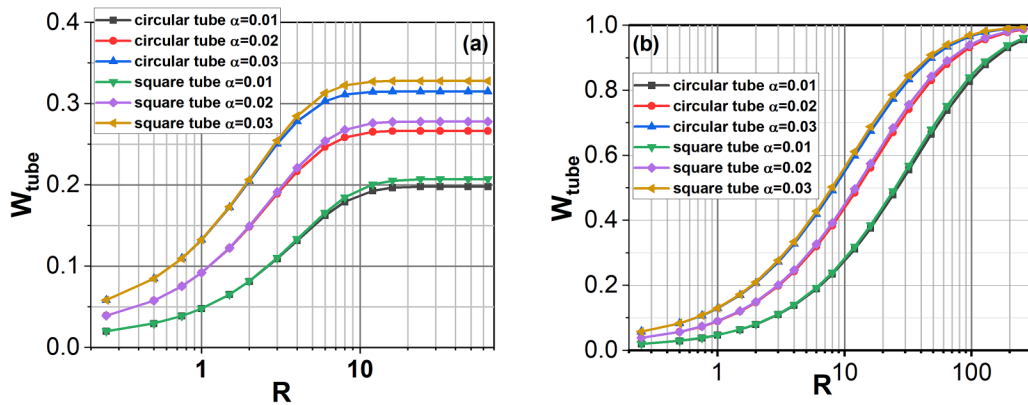 (a)
circular tube α=0.01
circular tube α=0.02
circular tube α=0.03
square tube α=0.01
square tube α=0.02
square tube α=0.03
W_tube
0.4
0.3
0.2
0.1
0.0
1 10
R
(b)
circular tube α=0.01
circular tube α=0.02
circular tube α=0.03
square tube α=0.01
square tube α=0.02
square tube α=0.03
W_tube
1.0
0.8
0.6
0.4
0.2
0.0
1 10 100
R